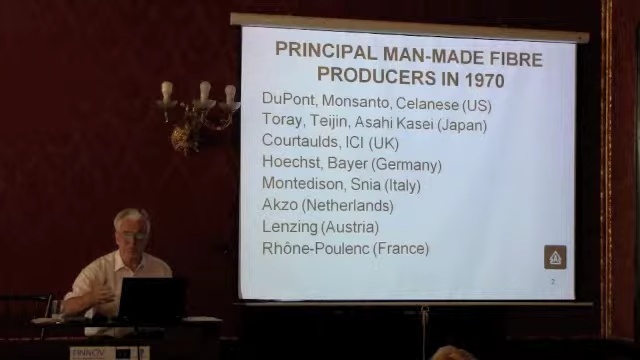 PRINCIPAL MAN-MADE FIBRE
PRODUCERS IN 1970
DuPont, Monsanto, Celanese (US)
Toray, Teijin, Asahi Kasei (Japan)
Courtaulds, ICI (UK)
Hoechst, Bayer (Germany)
Montedison, Snia (Italy)
Akzo (Netherlands)
Lenzing (Austria)
Rhône-Poulenc (France)
2
FINNOV